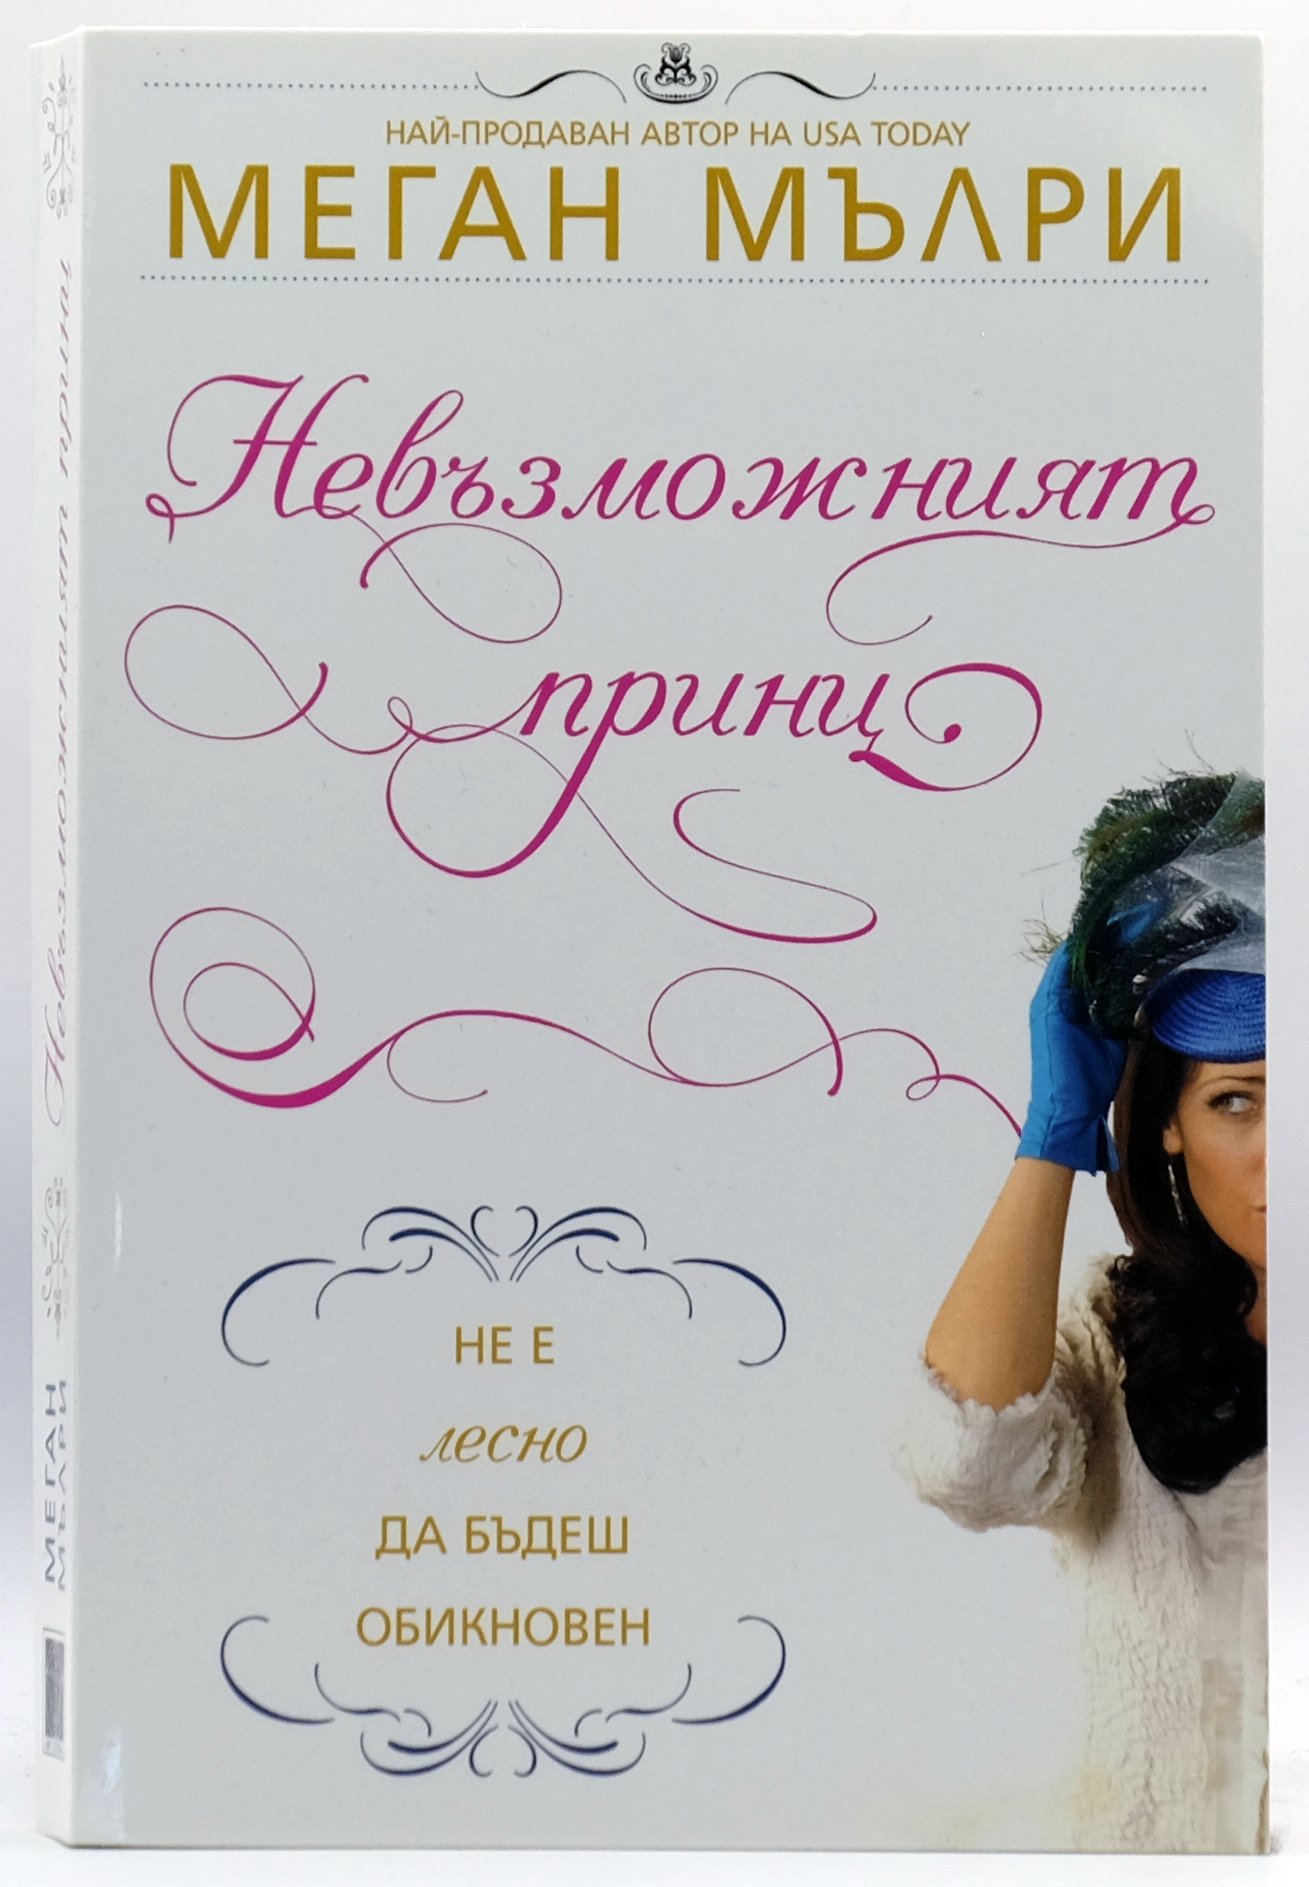 НАЙ-ПРОДАВАН АВТОР НА USA TODAY
МЕГАН МЪЛРИ
Невъзможният
принц
НЕ Е
лесно
ДА БЪДЕШ
ОБИКНОВЕН
МЕГАН
МЪЛРИ
Невъзможният принц